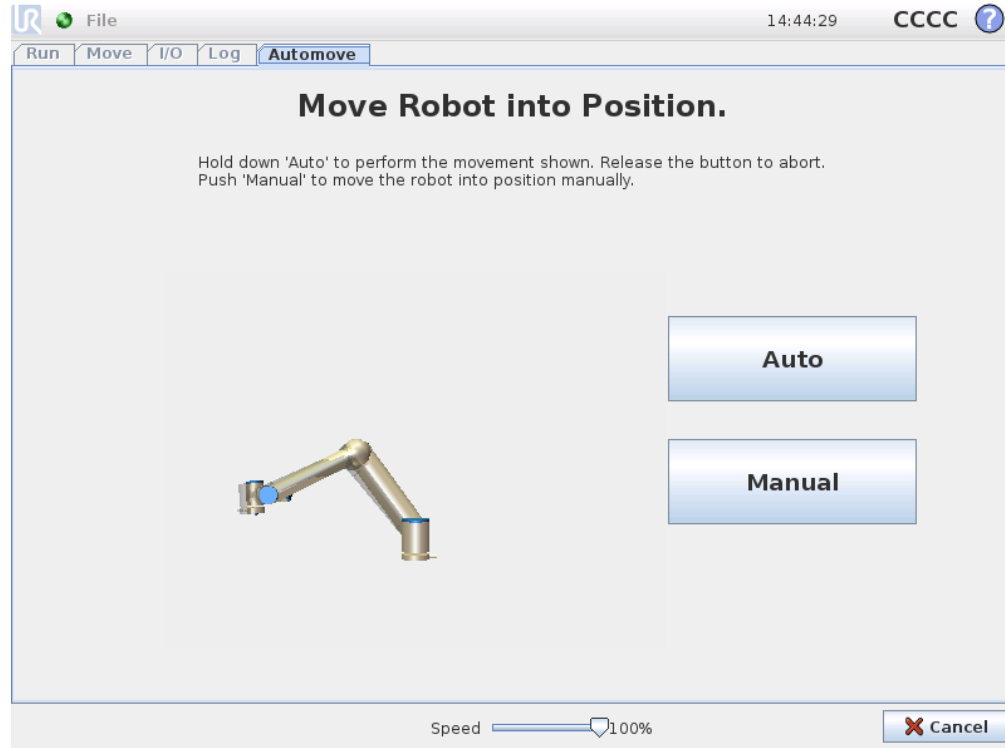 UR File 14:44:29 CCCC ?
Run Move I/O Log Automove
Move Robot into Position.
Hold down 'Auto' to perform the movement shown. Release the button to abort.
Push 'Manual' to move the robot into position manually.
Auto
Manual
Speed 100% Cancel